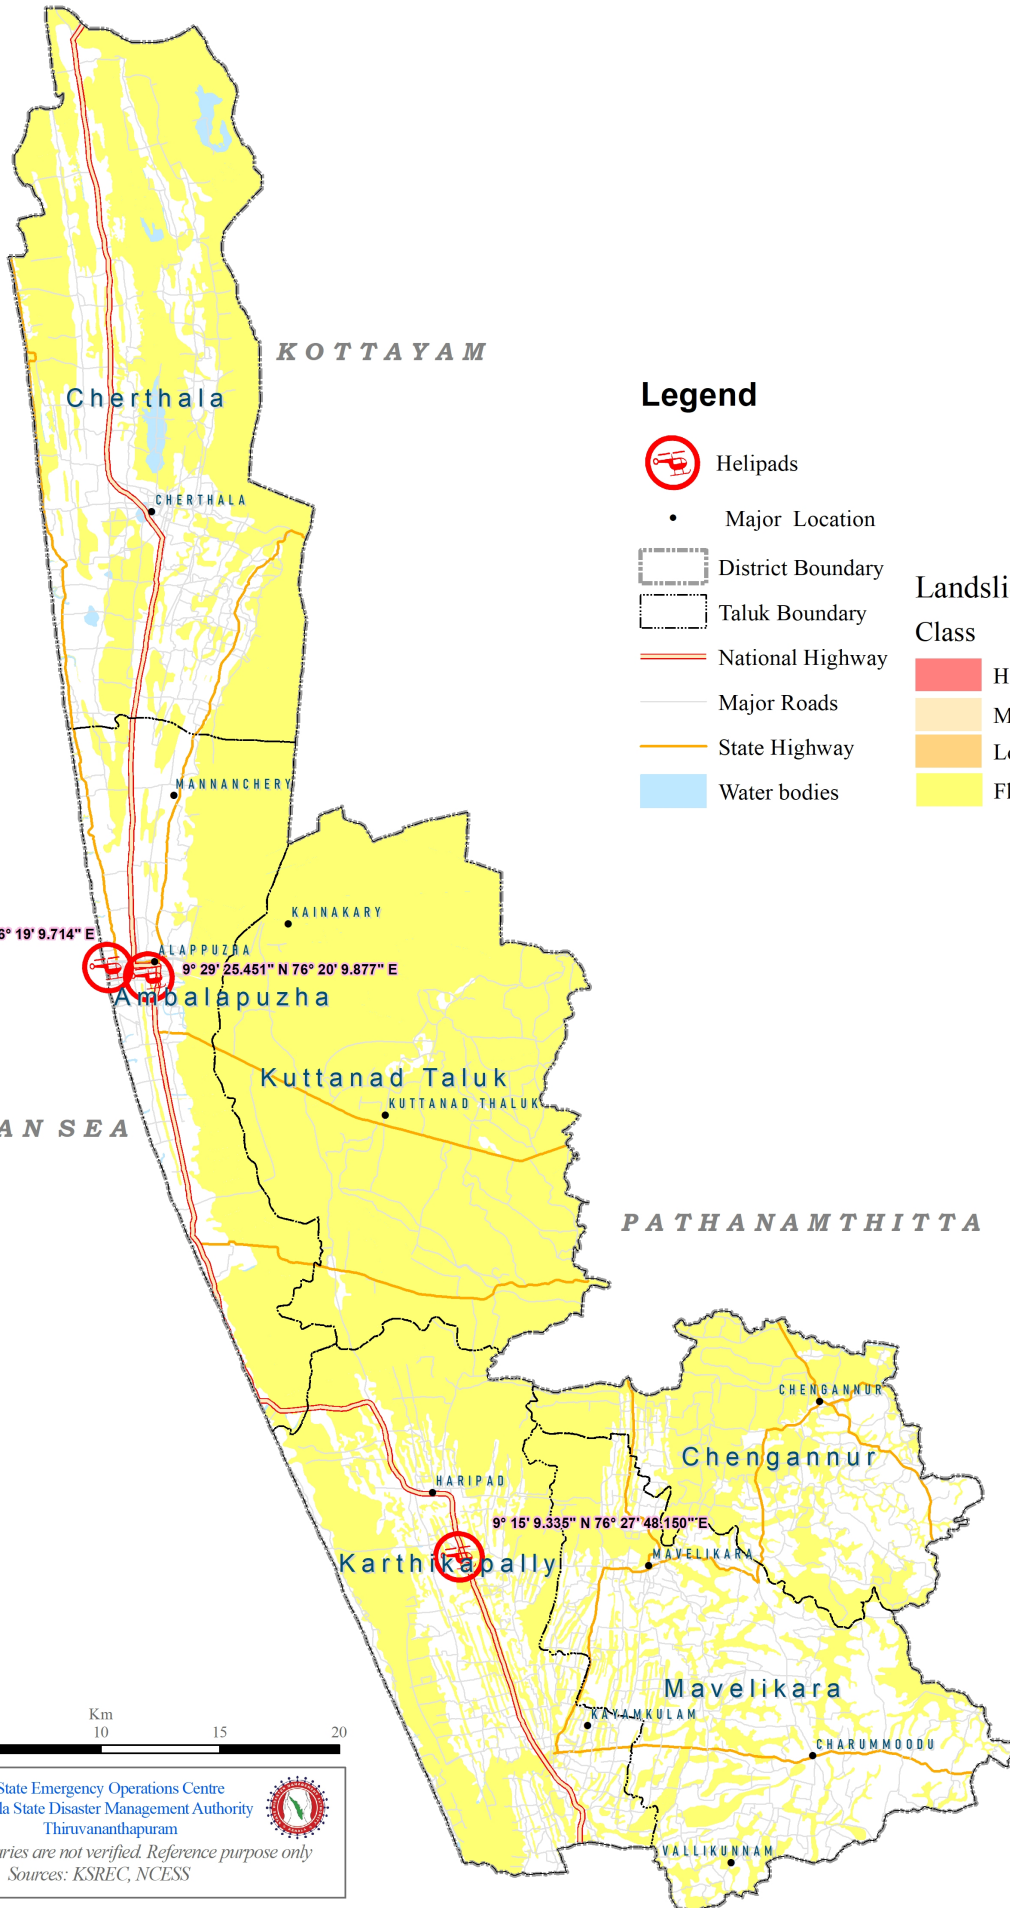 KOTTAYAM
Cherthala
CHERTHALA
Legend
Helipads
Major Location
District Boundary
Taluk Boundary
National Highway
Major Roads
State Highway
Water bodies
Class
MANNANCHERY
KAINAKARY
19' 9.714" E
ALAPPUZHA
9° 29' 25.451" N 76° 20' 9.877" E
Ambalapuzha
Kuttanad Taluk
KUTTANAD THALUK
SEA
PATHANAMTHITTA
CHENGANNUR
Chengannur
HARIPAD
9° 15' 9.335" N 76° 27' 48.150" E
MAVELIKARA
Karthikapally
Mavelikara
KAYAMKULAM
CHARUMMOODU
VALLIKUNNAM
Km
10 15 20
State Emergency Operations Centre
State Disaster Management Authority
Thiruvananthapuram
are not verified. Reference purpose only
Sources: KSREC, NCESS